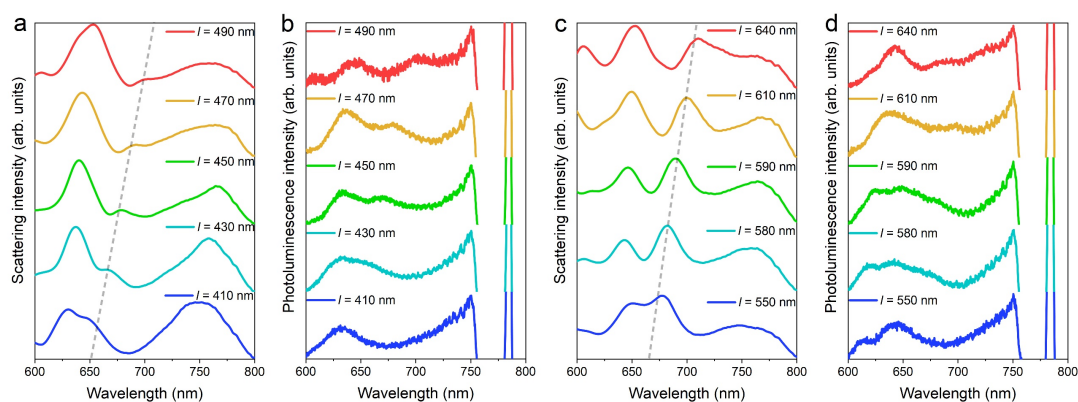 a
Scattering intensity (arb. units)
l = 490 nm
l = 470 nm
l = 450 nm
l = 430 nm
l = 410 nm
600 650 700 750 800
Wavelength (nm)
b
Photoluminescence intensity (arb. units)
l = 490 nm
l = 470 nm
l = 450 nm
l = 430 nm
l = 410 nm
600 650 700 750 800
Wavelength (nm)
c
Scattering intensity (arb. units)
l = 640 nm
l = 610 nm
l = 590 nm
l = 580 nm
l = 550 nm
600 650 700 750 800
Wavelength (nm)
d
Photoluminescence intensity (arb. units)
l = 640 nm
l = 610 nm
l = 590 nm
l = 580 nm
l = 550 nm
600 650 700 750 800
Wavelength (nm)